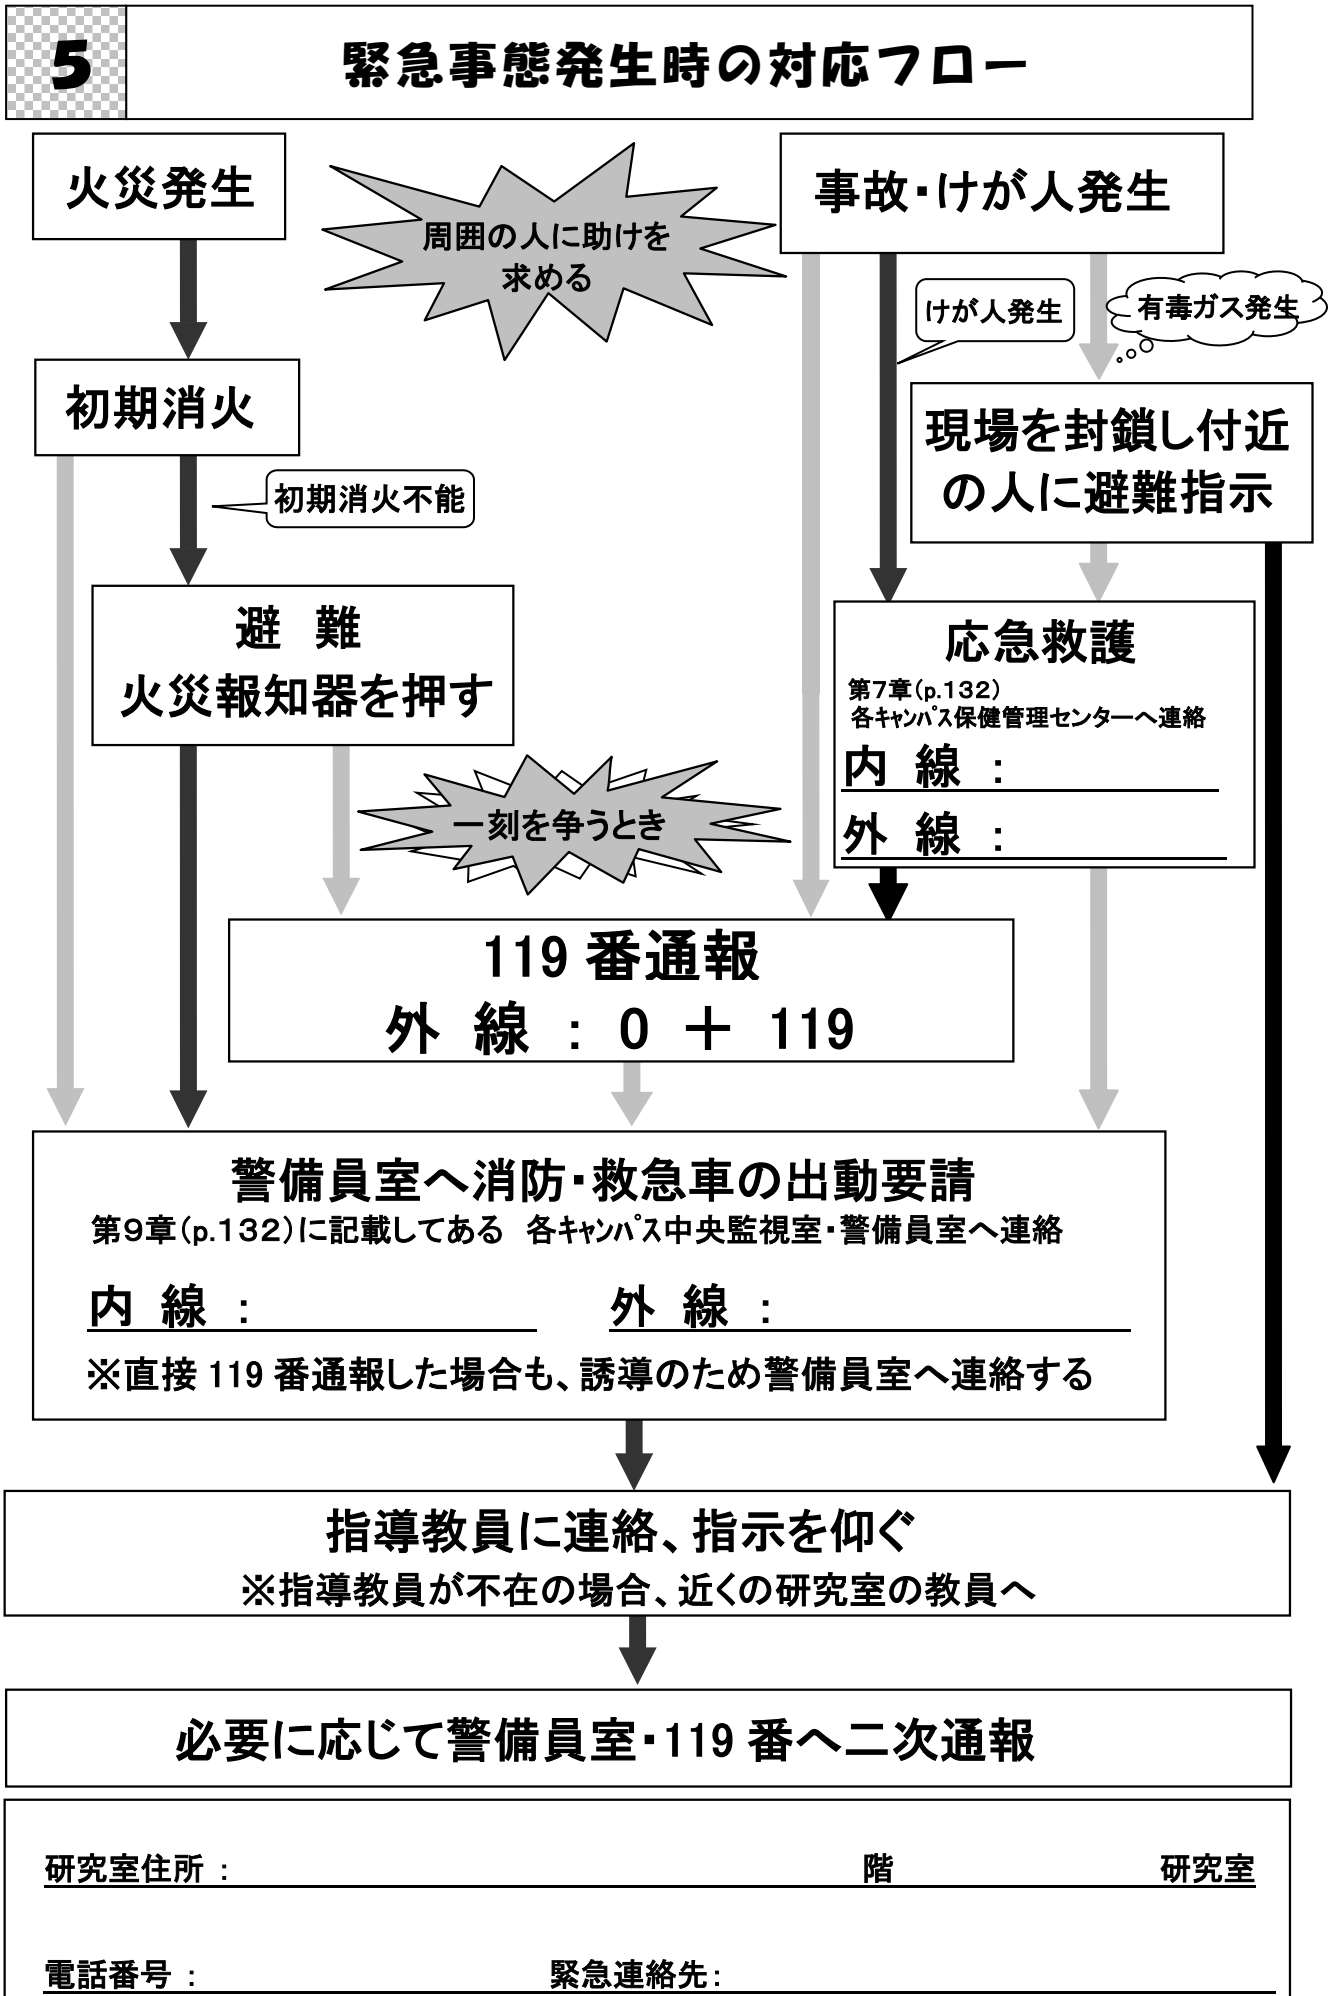 5
緊急事態発生時の対応フロー
火災発生
周囲の人に助けを
求める
事故・けが人発生
けが人発生
有毒ガス発生
初期消火
現場を封鎖し付近
の人に避難指示
初期消火不能
避　難
火災報知器を押す
応急救護
第7章(p.132)
各ｷｬﾝﾊﾟｽ保健管理センターへ連絡
内　線　：
外　線　：
一刻を争うとき
119 番通報
外　線　：　0　＋　119
警備員室へ消防・救急車の出動要請
第9章(p.132)に記載してある　各ｷｬﾝﾊﾟｽ中央監視室・警備員室へ連絡
内　線　：　外　線　：
※直接 119 番通報した場合も、誘導のため警備員室へ連絡する
指導教員に連絡、指示を仰ぐ
※指導教員が不在の場合、近くの研究室の教員へ
必要に応じて警備員室・119 番へ二次通報
研究室住所　：　階　研究室
電話番号　：　緊急連絡先：